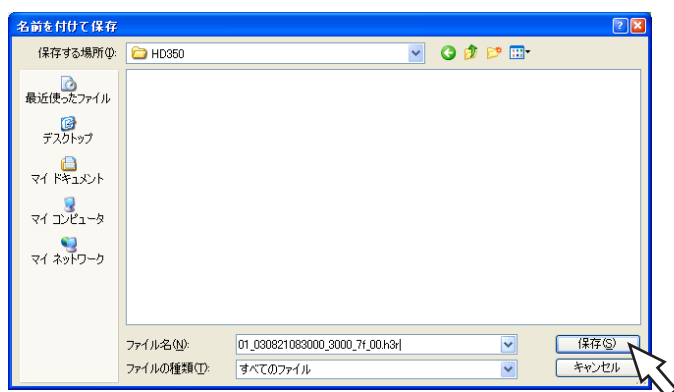 名前を付けて保存
保存する場所(I):
HD350
最近使ったファイル
デスクトップ
マイ ドキュメント
マイ コンピュータ
マイ ネットワーク
ファイル名(N):
01_030821083000_3000_7f_00.h3r
保存(S)
ファイルの種類(T):
すべてのファイル
キャンセル